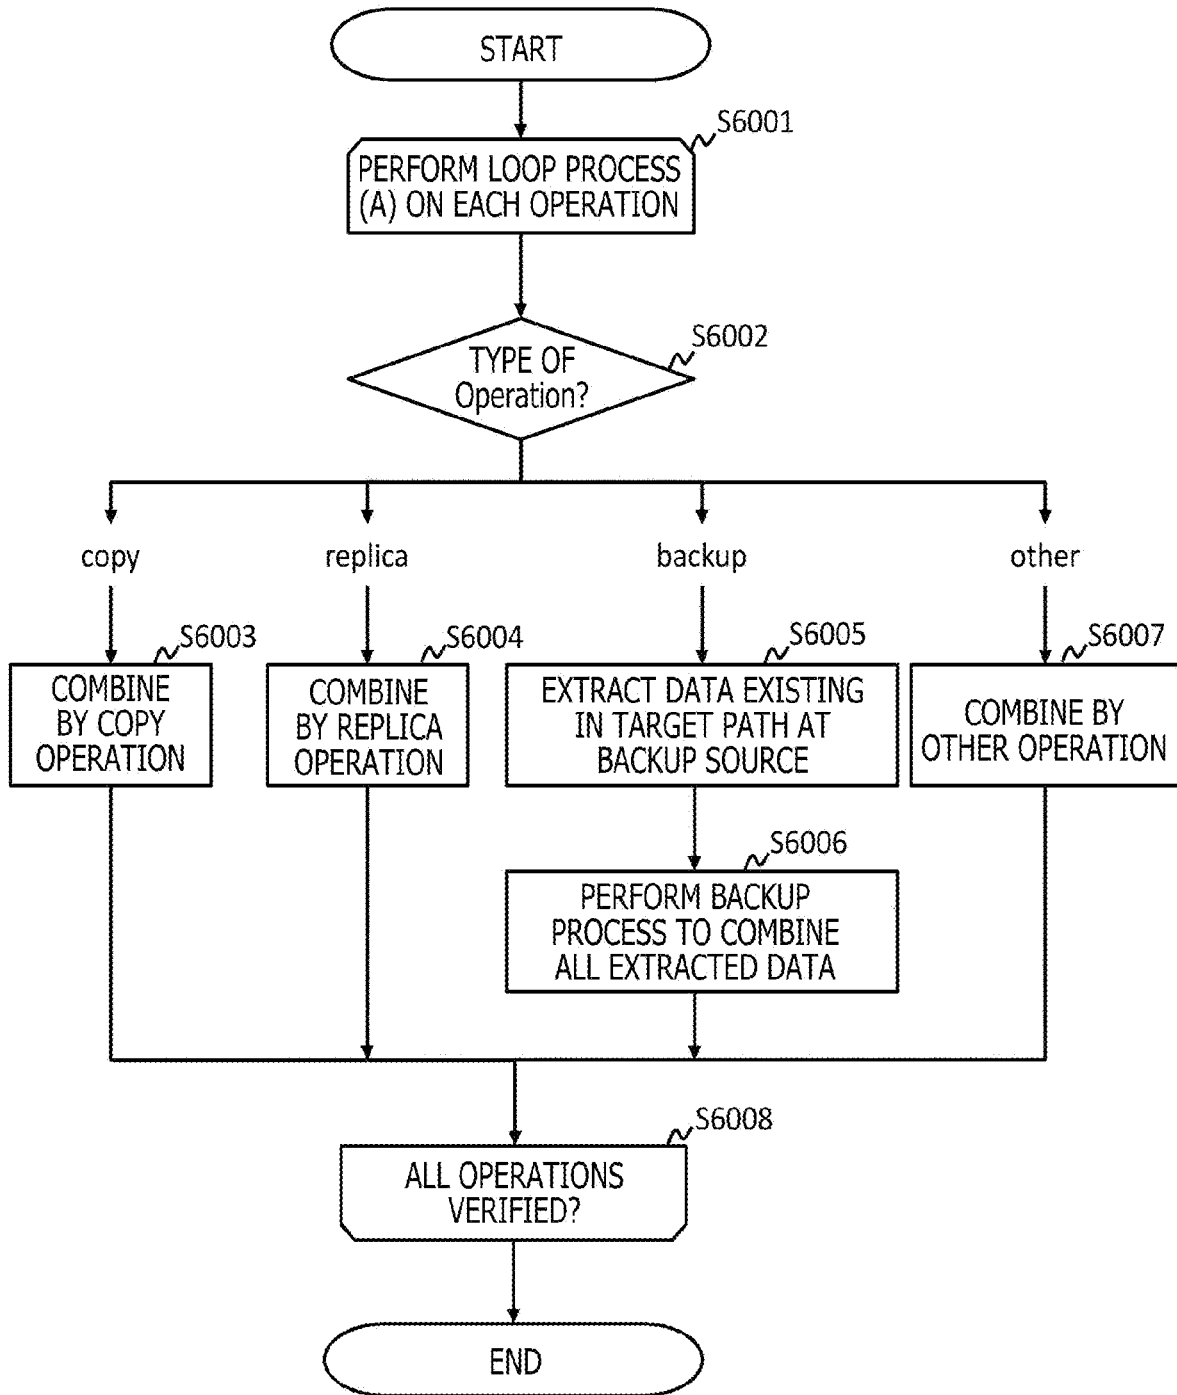 START
S6001
PERFORM LOOP PROCESS
(A) ON EACH OPERATION
S6002
TYPE OF
Operation?
copy
replica
backup
other
S6003
COMBINE
BY COPY
OPERATION
S6004
COMBINE
BY REPLICA
OPERATION
S6005
EXTRACT DATA EXISTING
IN TARGET PATH AT
BACKUP SOURCE
S6007
COMBINE BY
OTHER OPERATION
S6006
PERFORM BACKUP
PROCESS TO COMBINE
ALL EXTRACTED DATA
S6008
ALL OPERATIONS
VERIFIED?
END